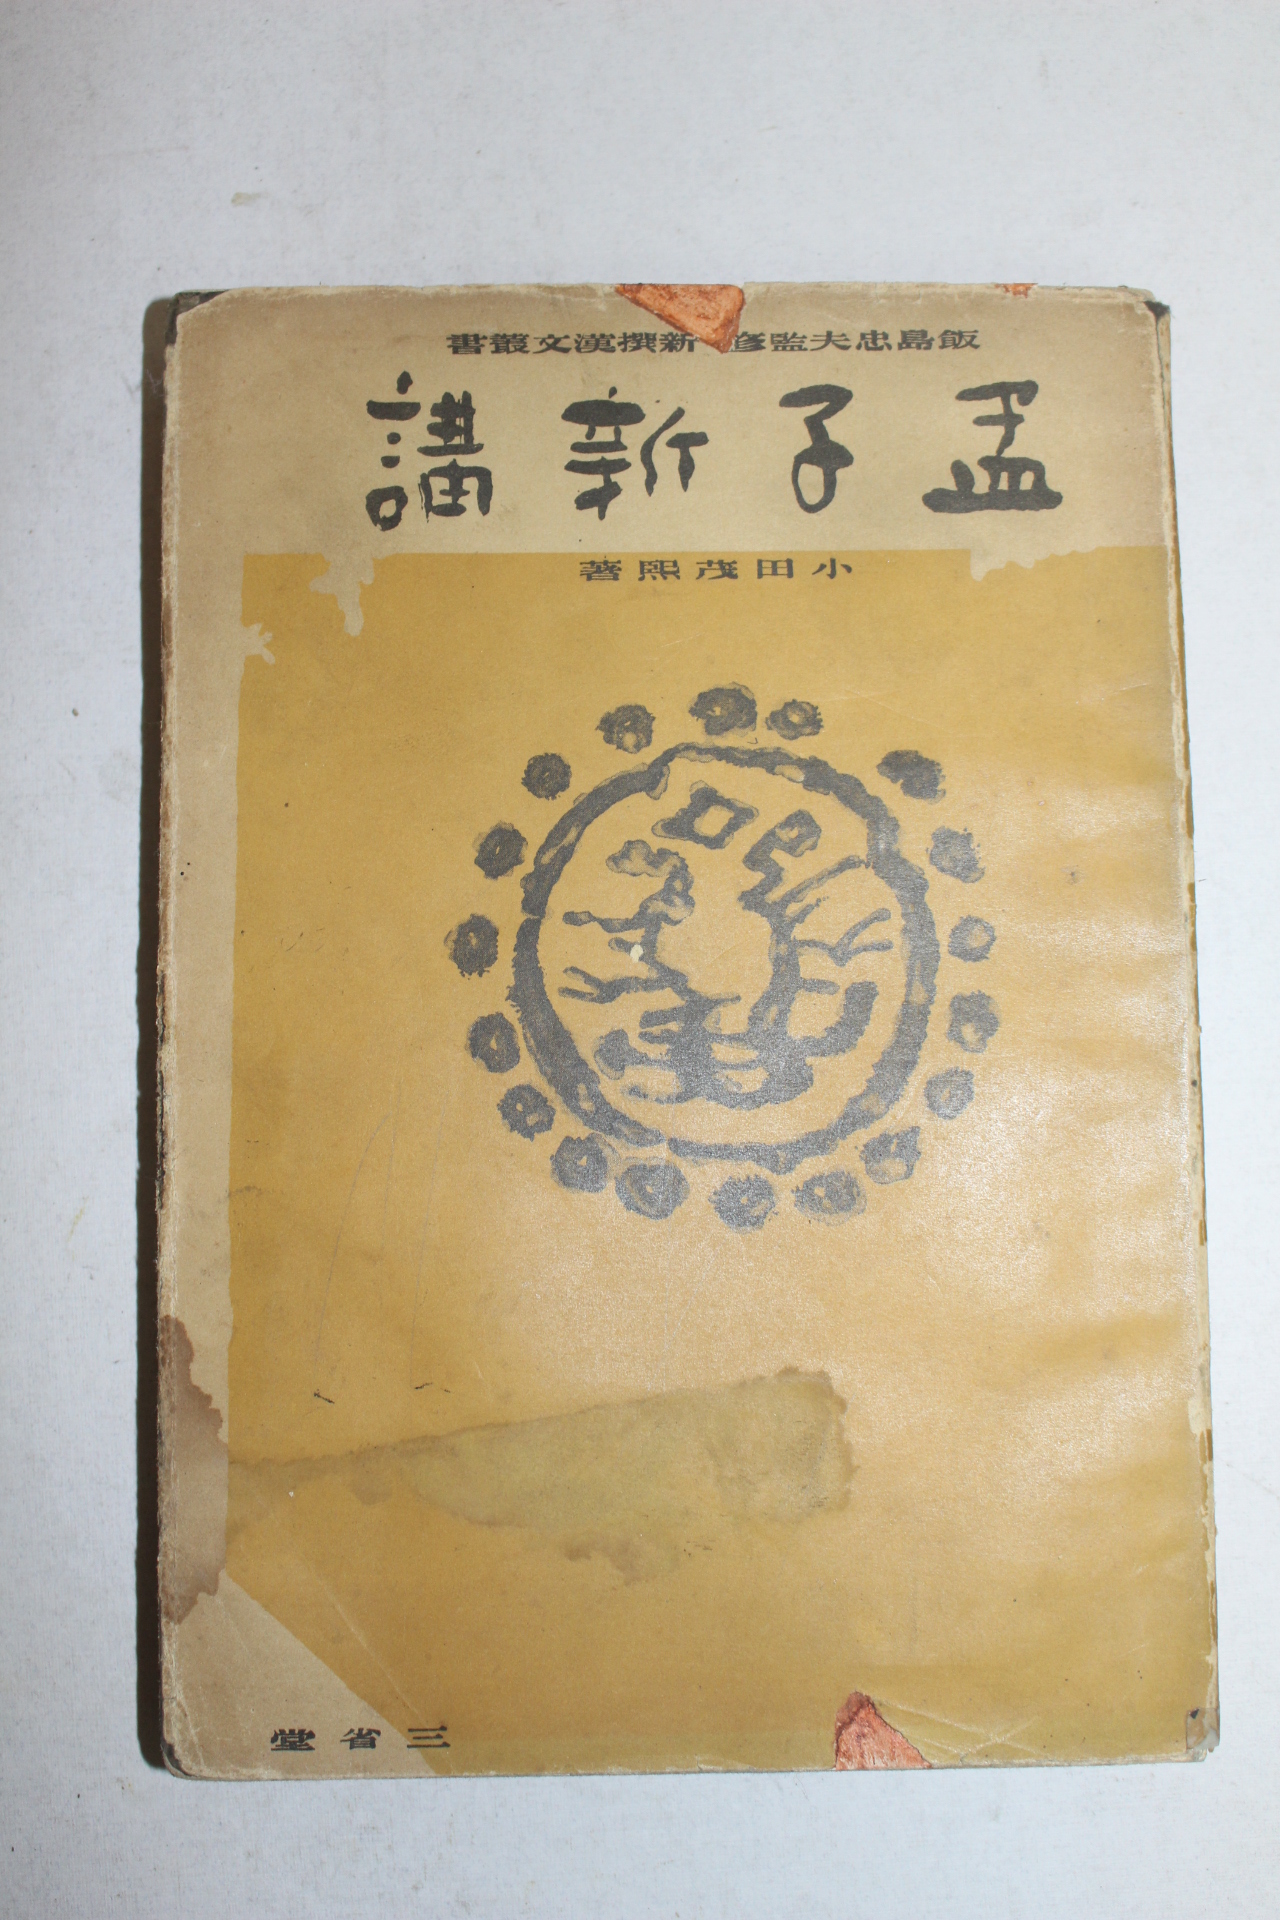 飯島忠夫監修 新撰漢文叢書
孟子新講
小田茂熙著
三省堂